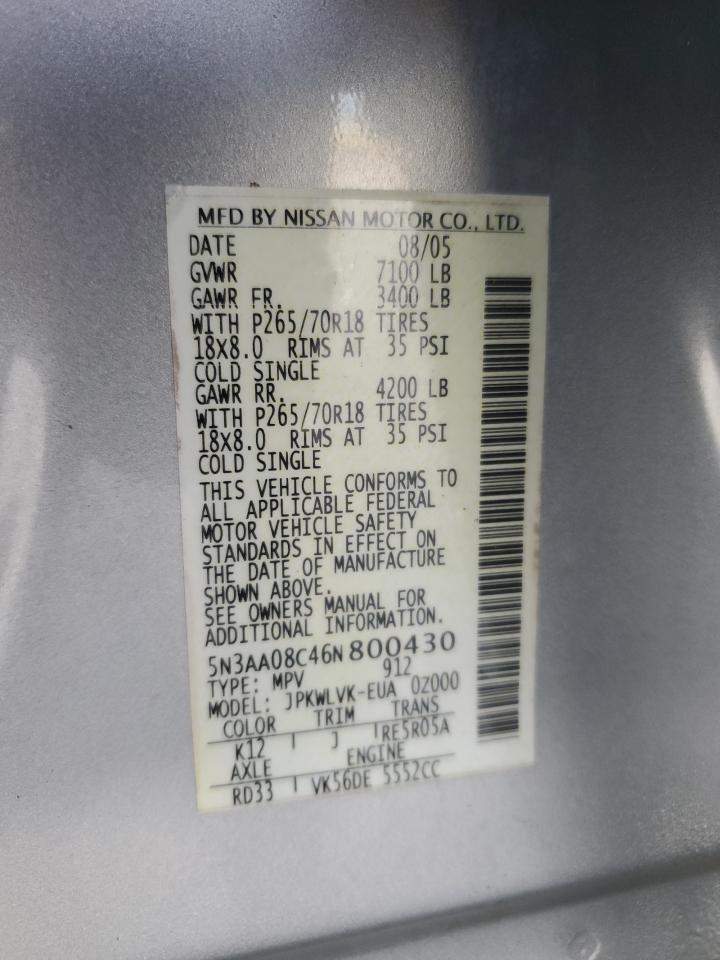 MFD BY NISSAN MOTOR CO., LTD.
DATE 08/05
GVWR 7100 LB
GAWR FR. 3400 LB
WITH P265/70R18 TIRES
18X8.0 RIMS AT 35 PSI
COLD SINGLE
GAWR RR. 4200 LB
WITH P265/70R18 TIRES
18X8.0 RIMS AT 35 PSI
COLD SINGLE
THIS VEHICLE CONFORMS TO
ALL APPLICABLE FEDERAL
MOTOR VEHICLE SAFETY
STANDARDS IN EFFECT ON
THE DATE OF MANUFACTURE
SHOWN ABOVE.
SEE OWNERS MANUAL FOR
ADDITIONAL INFORMATION.
5N3AA08C46N800430
TYPE: MPV 912
MODEL: JPKWLVK-EUA 0Z000
COLOR TRIM TRANS
K12 J RE5R05A
AXLE ENGINE
RD33 VK56DE 5552CC